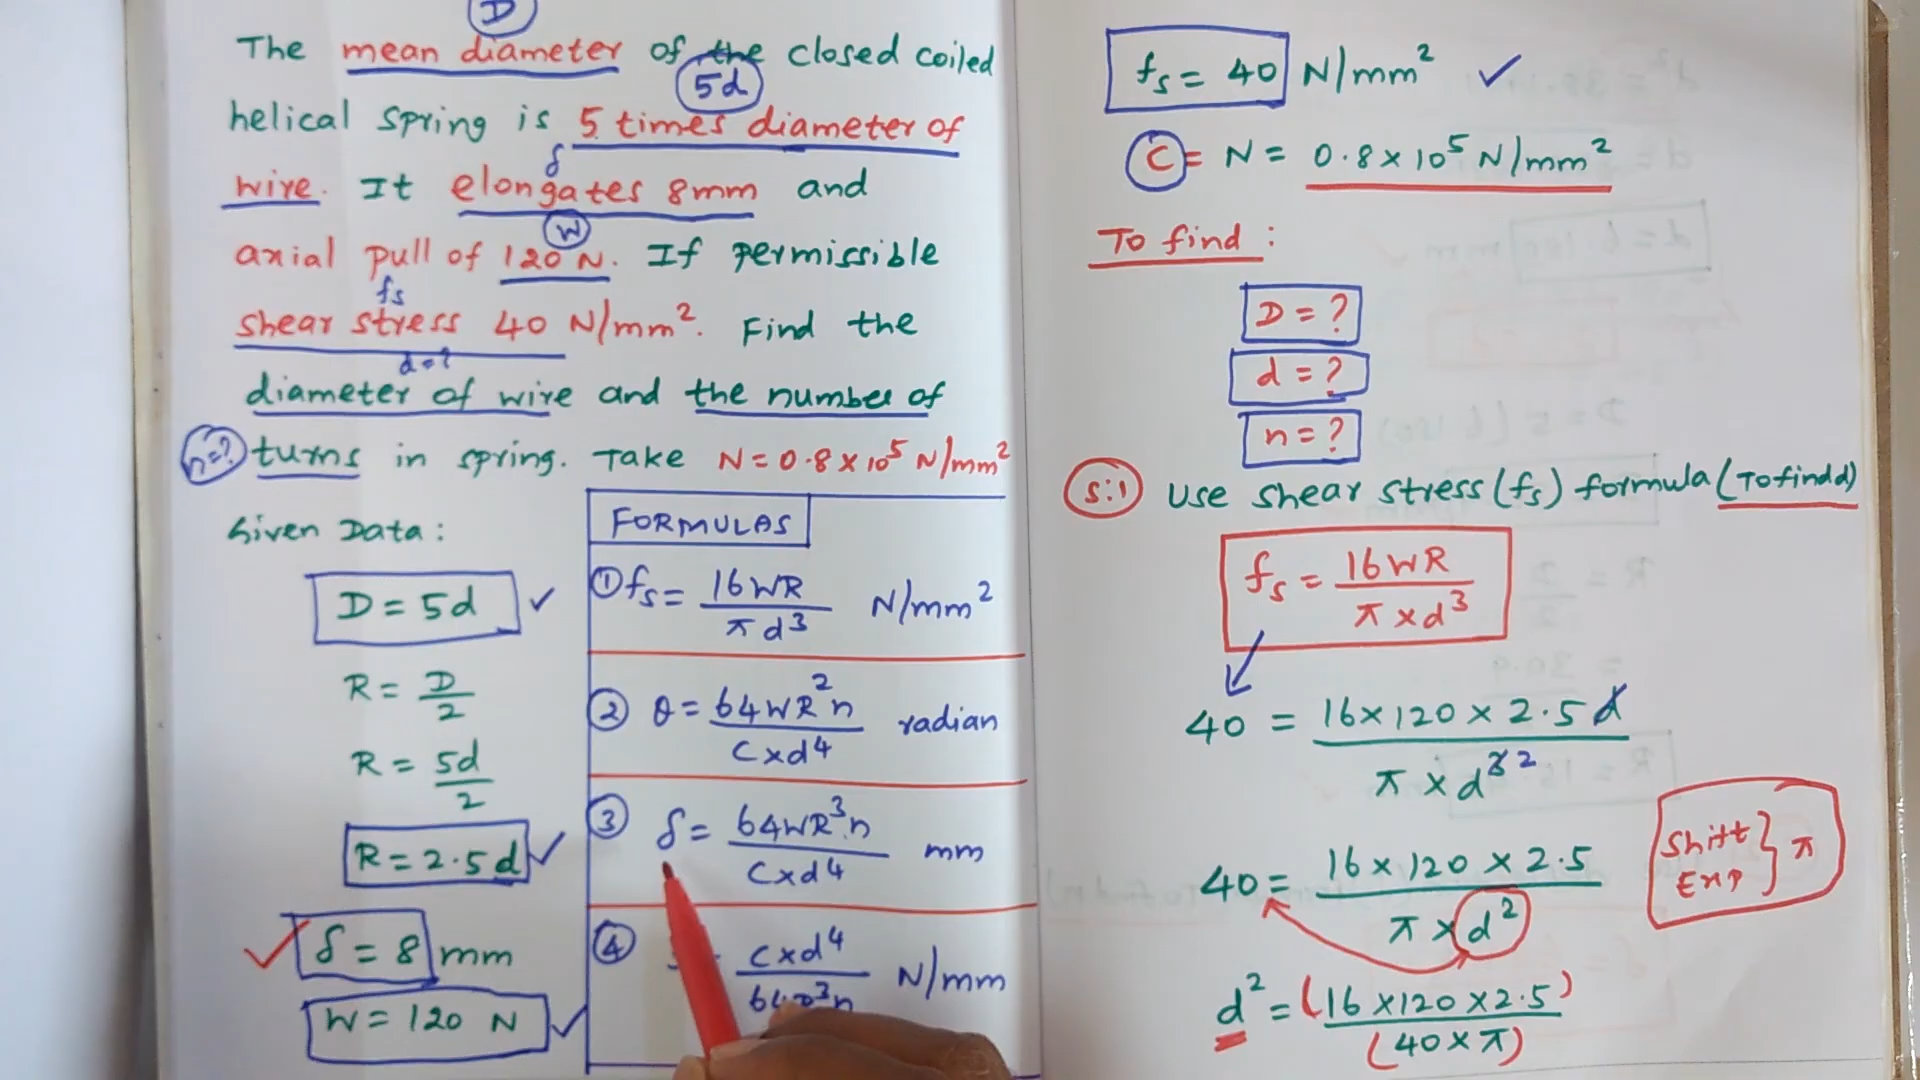 D
The mean diameter of the closed coiled
5d
helical spring is 5 times diameter of
δ
wire. It elongates 8mm and
W
axial pull of 120 N. If permissible
fs
shear stress 40 N/mm². Find the
d=?
diameter of wire and the number of
n=? turns in spring. Take N=0.8×10⁵ N/mm²
Given Data:
D = 5d
R = D/2
R = 5d/2
R = 2.5d
δ = 8 mm
W = 120 N
FORMULAS
① fs = 16WR/πd³ N/mm²
② θ = 64WR²n/C×d⁴ radian
③ δ = 64WR³n/C×d⁴ mm
④ C×d⁴/64R³n N/mm
fs = 40 N/mm²
C = N = 0.8×10⁵ N/mm²
To find:
D = ?
d = ?
n = ?
S:1 Use shear stress (fs) formula (To find d)
fs = 16WR/π×d³
40 = 16×120×2.5d/π×d³ 2
40 = 16×120×2.5/π×d²
Shift
Exp } π
d² = (16×120×2.5)/(40×π)